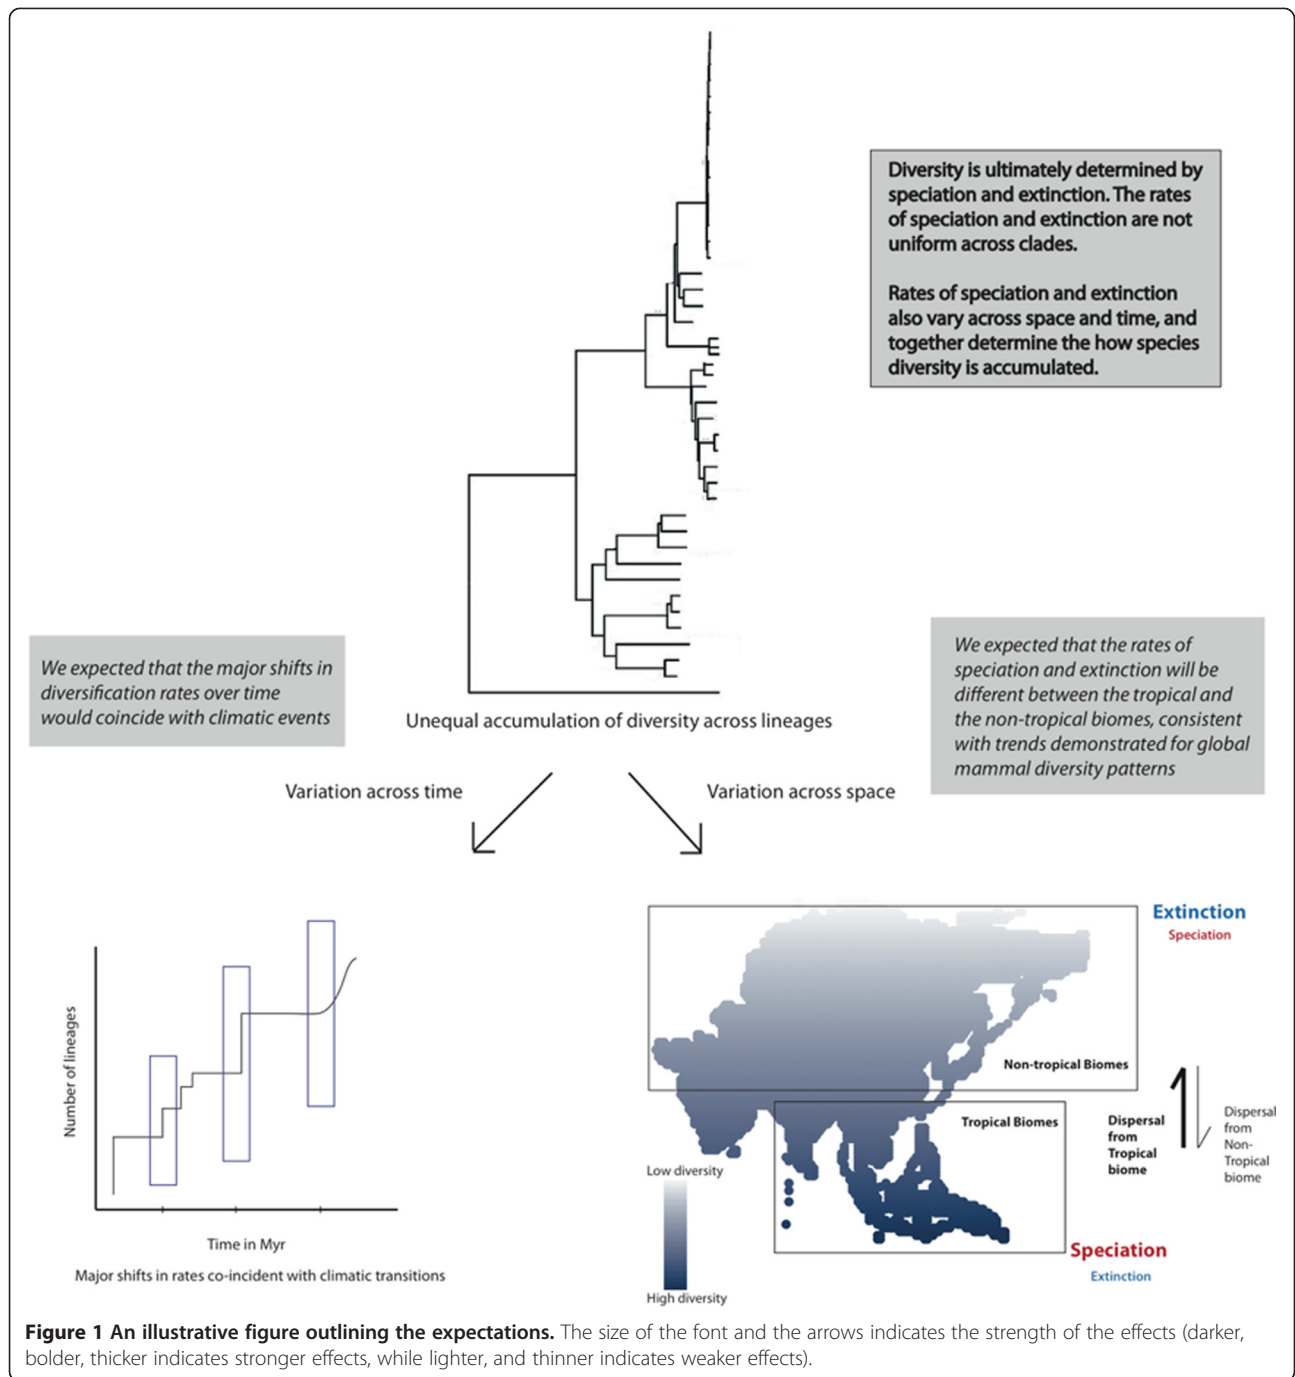 Diversity is ultimately determined by
speciation and extinction. The rates
of speciation and extinction are not
uniform across clades.
Rates of speciation and extinction
also vary across space and time, and
together determine the how species
diversity is accumulated.
We expected that the major shifts in
diversification rates over time
would coincide with climatic events
We expected that the rates of
speciation and extinction will be
different between the tropical and
the non-tropical biomes, consistent
with trends demonstrated for global
mammal diversity patterns
Unequal accumulation of diversity across lineages
Variation across time
Variation across space
Number of lineages
Time in Myr
Major shifts in rates co-incident with climatic transitions
Extinction
Speciation
Non-tropical Biomes
Tropical Biomes
Dispersal
from
Tropical
biome
Dispersal
from
Non-
Tropical
biome
Low diversity
High diversity
Speciation
Extinction
Figure 1 An illustrative figure outlining the expectations. The size of the font and the arrows indicates the strength of the effects (darker,
bolder, thicker indicates stronger effects, while lighter, and thinner indicates weaker effects).